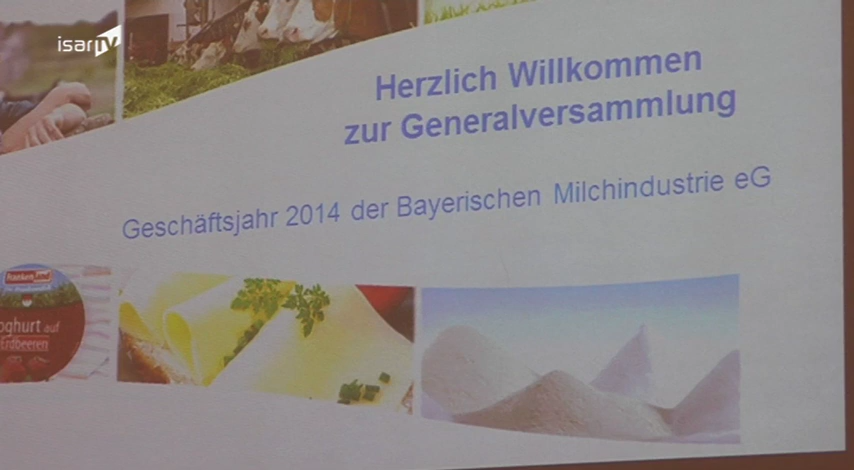 isar TV
Herzlich Willkommen
zur Generalversammlung
Geschäftsjahr 2014 der Bayerischen Milchindustrie eG
oghurt auf
Erdbeeren